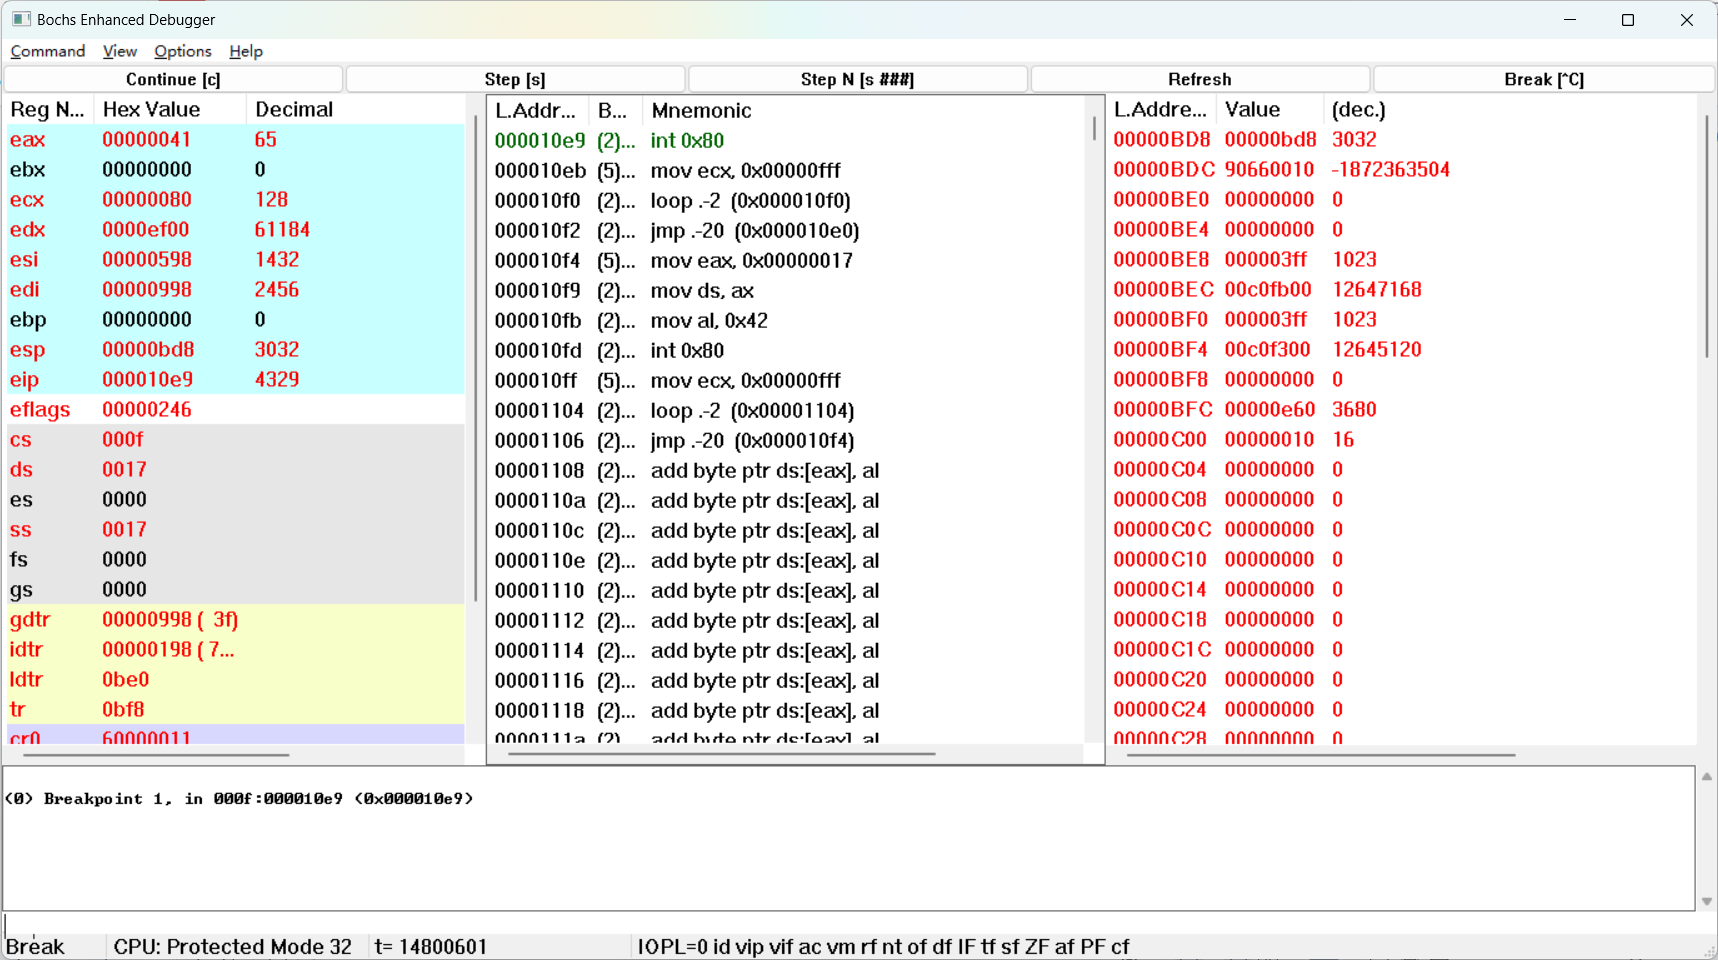 Bochs Enhanced Debugger
Command View Options Help
Continue [c] Step [s] Step N [s ###] Refresh Break [^C]
Reg N... Hex Value Decimal
eax 00000041 65
ebx 00000000 0
ecx 00000080 128
edx 0000ef00 61184
esi 00000598 1432
edi 00000998 2456
ebp 00000000 0
esp 00000bd8 3032
eip 000010e9 4329
eflags 00000246
cs 000f
ds 0017
es 0000
ss 0017
fs 0000
gs 0000
gdtr 00000998 ( 3f)
idtr 00000198 ( 7...
ldtr 0be0
tr 0bf8
cr0 60000011
L.Addr... B... Mnemonic
000010e9 (2)... int 0x80
000010eb (5)... mov ecx, 0x00000fff
000010f0 (2)... loop .-2 (0x000010f0)
000010f2 (2)... jmp .-20 (0x000010e0)
000010f4 (5)... mov eax, 0x00000017
000010f9 (2)... mov ds, ax
000010fb (2)... mov al, 0x42
000010fd (2)... int 0x80
000010ff (5)... mov ecx, 0x00000fff
00001104 (2)... loop .-2 (0x00001104)
00001106 (2)... jmp .-20 (0x000010f4)
00001108 (2)... add byte ptr ds:[eax], al
0000110a (2)... add byte ptr ds:[eax], al
0000110c (2)... add byte ptr ds:[eax], al
0000110e (2)... add byte ptr ds:[eax], al
00001110 (2)... add byte ptr ds:[eax], al
00001112 (2)... add byte ptr ds:[eax], al
00001114 (2)... add byte ptr ds:[eax], al
00001116 (2)... add byte ptr ds:[eax], al
00001118 (2)... add byte ptr ds:[eax], al
0000111a (2)... add byte ptr ds:[eax], al
L.Addre... Value (dec.)
00000BD8 00000bd8 3032
00000BDC 90660010 -1872363504
00000BE0 00000000 0
00000BE4 00000000 0
00000BE8 000003ff 1023
00000BEC 00c0fb00 12647168
00000BF0 000003ff 1023
00000BF4 00c0f300 12645120
00000BF8 00000000 0
00000BFC 00000e60 3680
00000C00 00000010 16
00000C04 00000000 0
00000C08 00000000 0
00000C0C 00000000 0
00000C10 00000000 0
00000C14 00000000 0
00000C18 00000000 0
00000C1C 00000000 0
00000C20 00000000 0
00000C24 00000000 0
00000C28 00000000 0
(0) Breakpoint 1, in 000f:000010e9 (0x000010e9)
Break CPU: Protected Mode 32 t= 14800601 IOPL=0 id vip vif ac vm rf nt of df IF tf sf ZF af PF cf